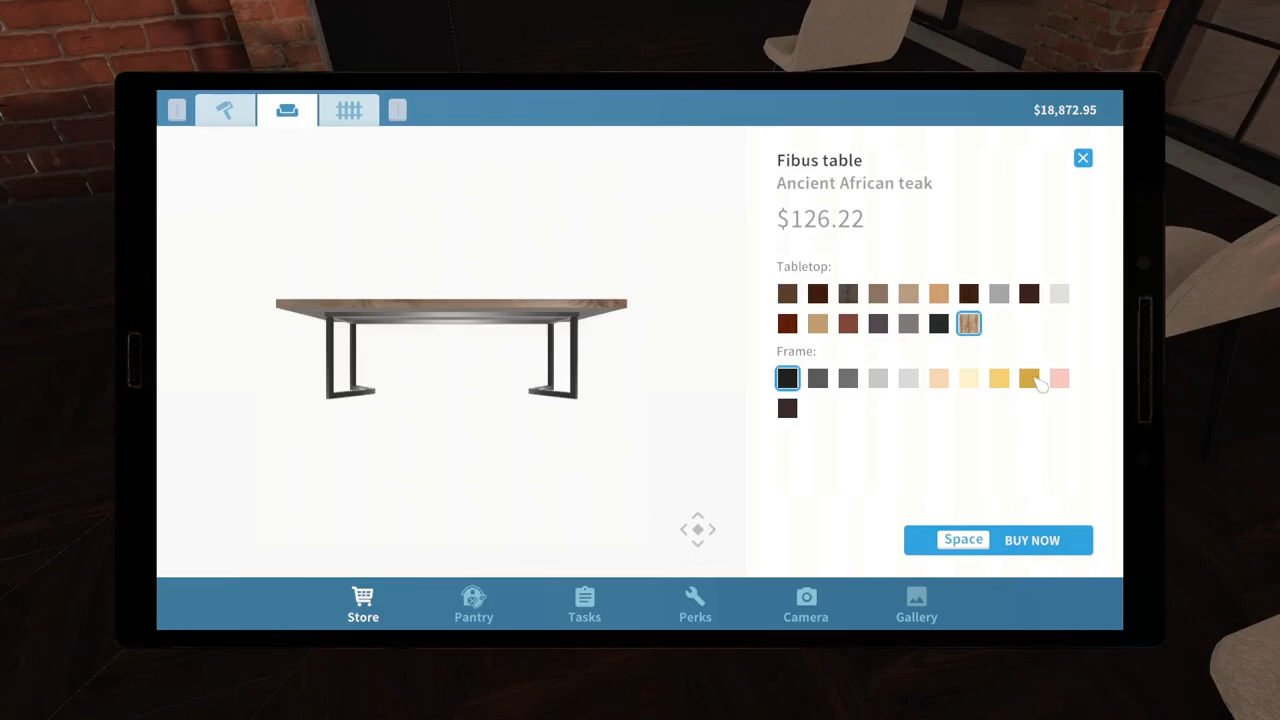 $18,872.95
Fibus table
Ancient African teak
$126.22
Tabletop:
Frame:
Space BUY NOW
Store Pantry Tasks Perks Camera Gallery